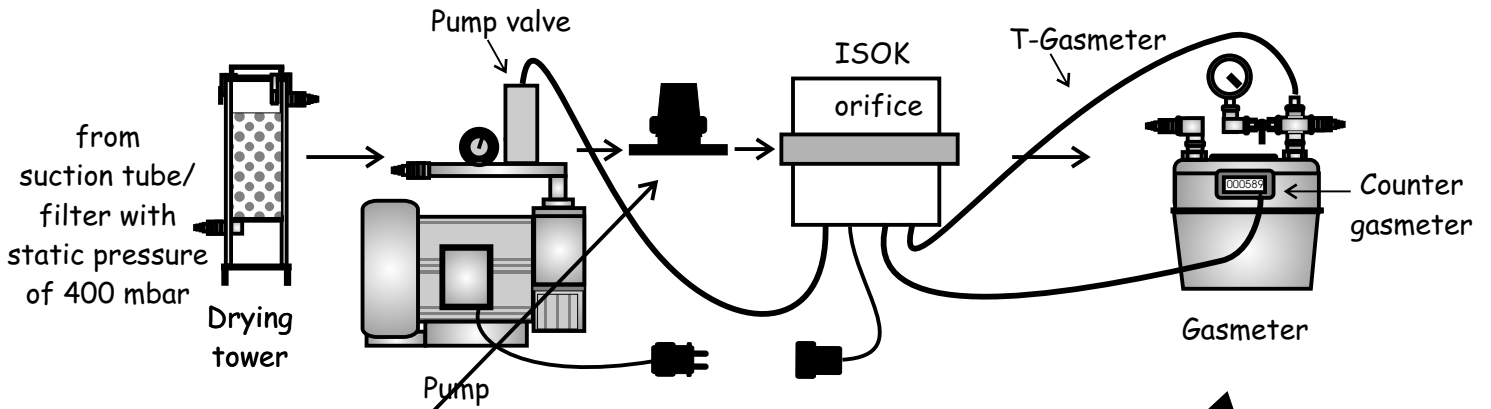 Pump valve
ISOK
orifice
T-Gasmeter
from
suction tube/
filter with
static pressure
of 400 mbar
Drying
tower
Pump
000589
Counter
gasmeter
Gasmeter